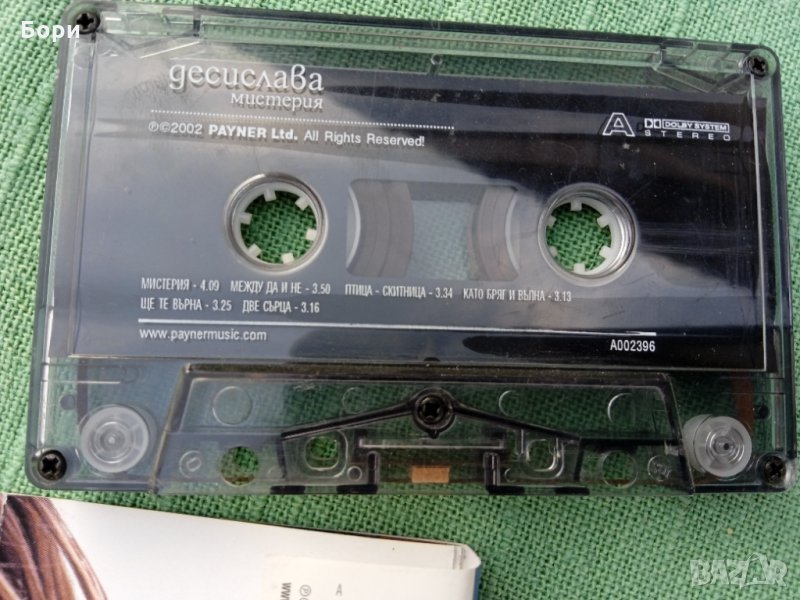 Бори
десислава
мистерия
℗©2002 PAYNER Ltd. All Rights Reserved!
A DOLBY SYSTEM
STEREO
МИСТЕРИЯ - 4.09 МЕЖДУ ДА И НЕ - 3.50 ПТИЦА - СКИТНИЦА - 3.34 КАТО БРЯГ И ВЪЛНА - 3.13
ЩЕ ТЕ ВЪРНА - 3.25 ДВЕ СЪРЦА - 3.16
www.paynermusic.com A002396
BAZAR